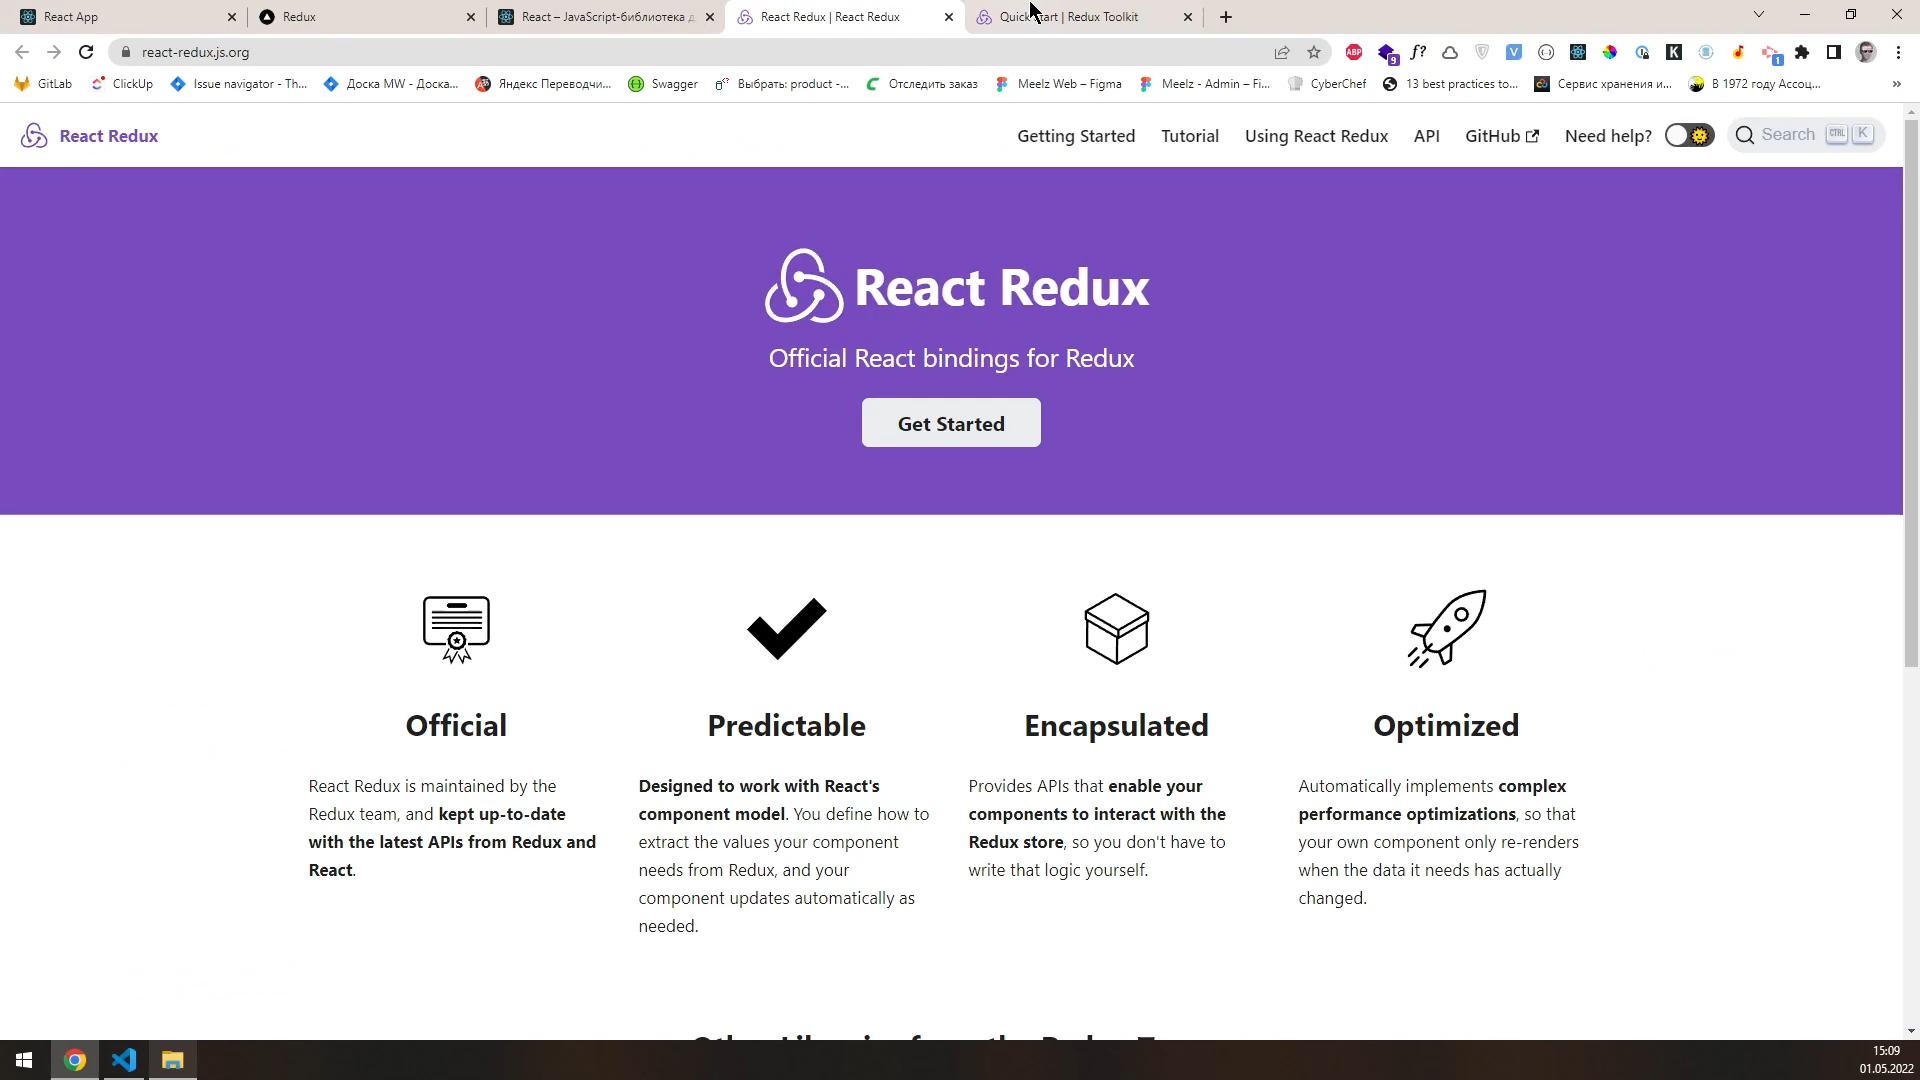 React App
Redux
React – JavaScript-библиотека д
React Redux | React Redux
Quick Start | Redux Toolkit
react-redux.js.org
ABP
9
f?
V
K
1
GitLab
ClickUp
Issue navigator - Th...
Доска MW - Доска...
Яндекс Переводчи...
Swagger
Выбрать: product -...
Отследить заказ
Meelz Web – Figma
Meelz - Admin – Fi...
CyberChef
13 best practices to...
Сервис хранения и...
В 1972 году Ассоц...
»
React Redux
Getting Started
Tutorial
Using React Redux
API
GitHub
Need help?
Search
CTRL
K
React Redux
Official React bindings for Redux
Get Started
Official
React Redux is maintained by the
Redux team, and kept up-to-date
with the latest APIs from Redux and
React.
Predictable
Designed to work with React's
component model. You define how to
extract the values your component
needs from Redux, and your
component updates automatically as
needed.
Encapsulated
Provides APIs that enable your
components to interact with the
Redux store, so you don't have to
write that logic yourself.
Optimized
Automatically implements complex
performance optimizations, so that
your own component only re-renders
when the data it needs has actually
changed.
15:09
01.05.2022